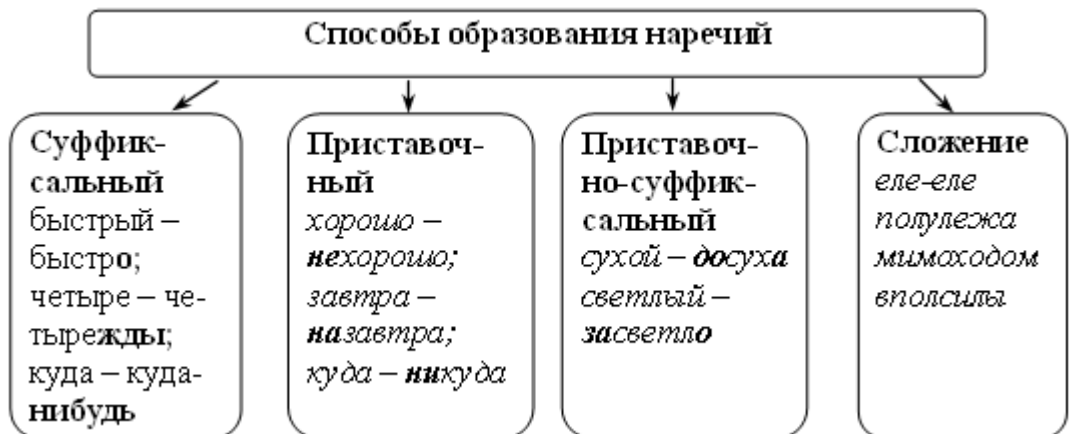 Способы образования наречий
Суффик-
сальный
быстрый –
быстро;
четыре – че-
тырежды;
куда – куда-
нибудь
Приставоч-
ный
хорошо –
нехорошо;
завтра –
назавтра;
куда – никуда
Приставоч-
но-суффик-
сальный
сухой – досуха
светлый –
засветло
Сложение
еле-еле
полулежа
мимоходом
вполсилы